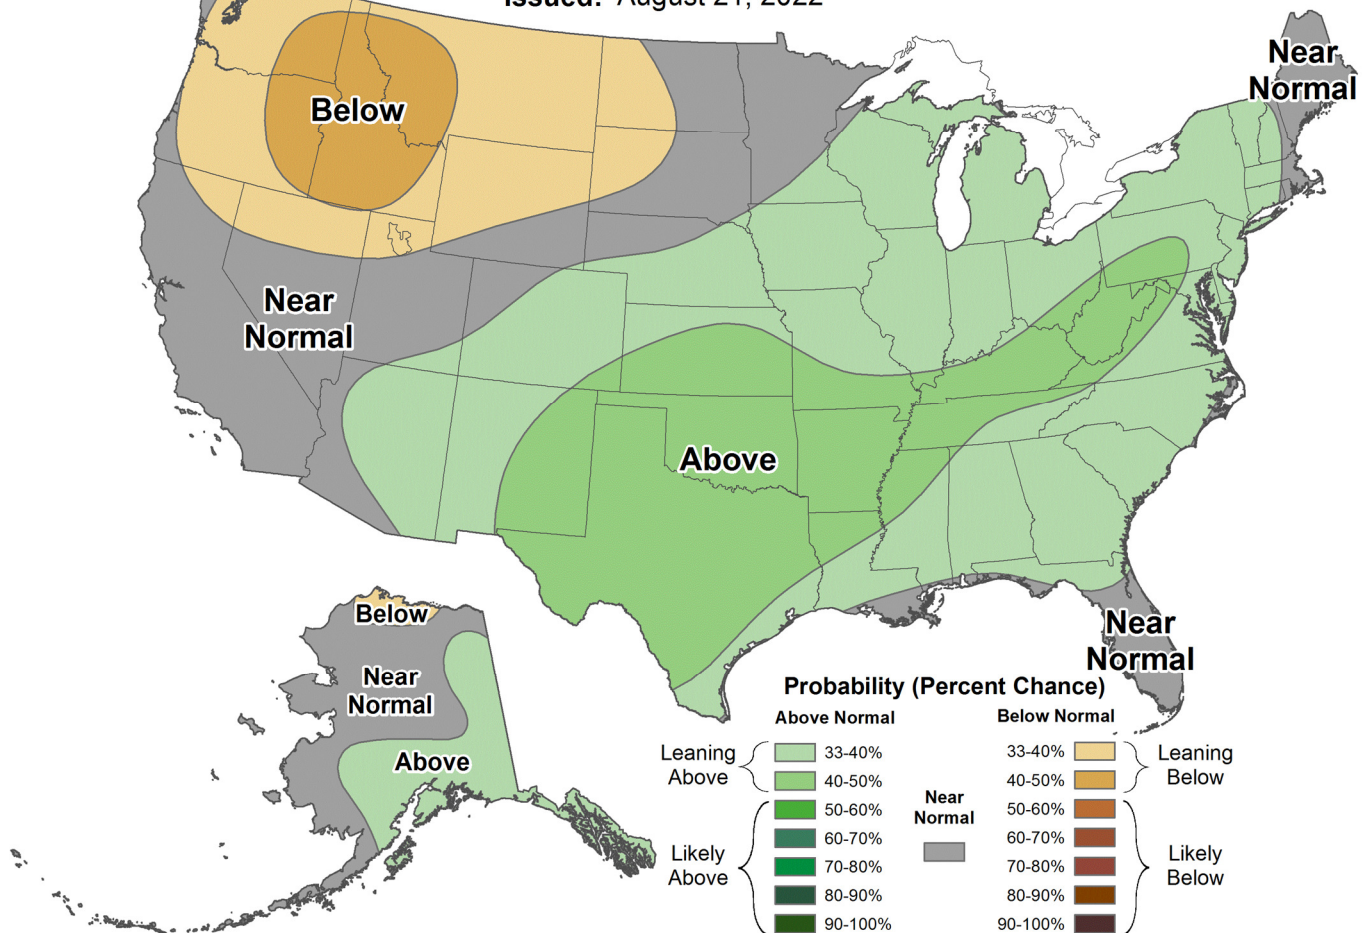 Issued: August 21, 2022
Near
Normal
Below
Near
Normal
Above
Near
Normal
Below
Near
Normal
Above
Probability (Percent Chance)
Above Normal
Below Normal
Leaning
Above
33-40%
40-50%
50-60%
60-70%
70-80%
80-90%
90-100%
Likely
Above
Near
Normal
33-40%
40-50%
50-60%
60-70%
70-80%
80-90%
90-100%
Leaning
Below
Likely
Below